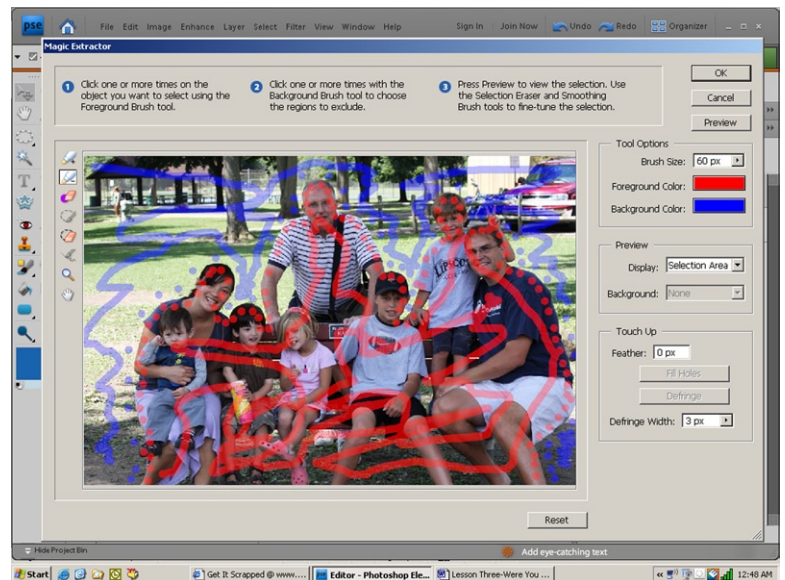 pse File Edit Image Enhance Layer Select Filter View Window Help Sign In Join Now Undo Redo Organizer
Magic Extractor
1 Click one or more times on the
object you want to select using the
Foreground Brush tool.
2 Click one or more times with the
Background Brush tool to choose
the regions to exclude.
3 Press Preview to view the selection. Use
the Selection Eraser and Smoothing
Brush tools to fine-tune the selection.
OK
Cancel
Preview
Tool Options
Brush Size: 60 px
Foreground Color:
Background Color:
Preview
Display: Selection Area
Background: None
Touch Up
Feather: 0 px
Fill Holes
Defringe
Defringe Width: 3 px
Reset
Hide Project Bin
Add eye-catching text
Start Get It Scrapped @ www.... Editor - Photoshop Ele... Lesson Three-Were You ... 12:48 AM